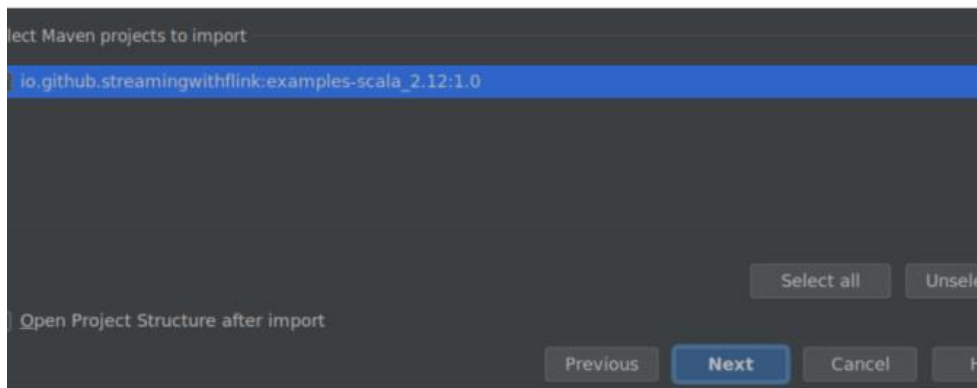 lect Maven projects to import
io.github.streamingwithflink:examples-scala_2.12:1.0
Select all Unsele
Open Project Structure after import
Previous Next Cancel H